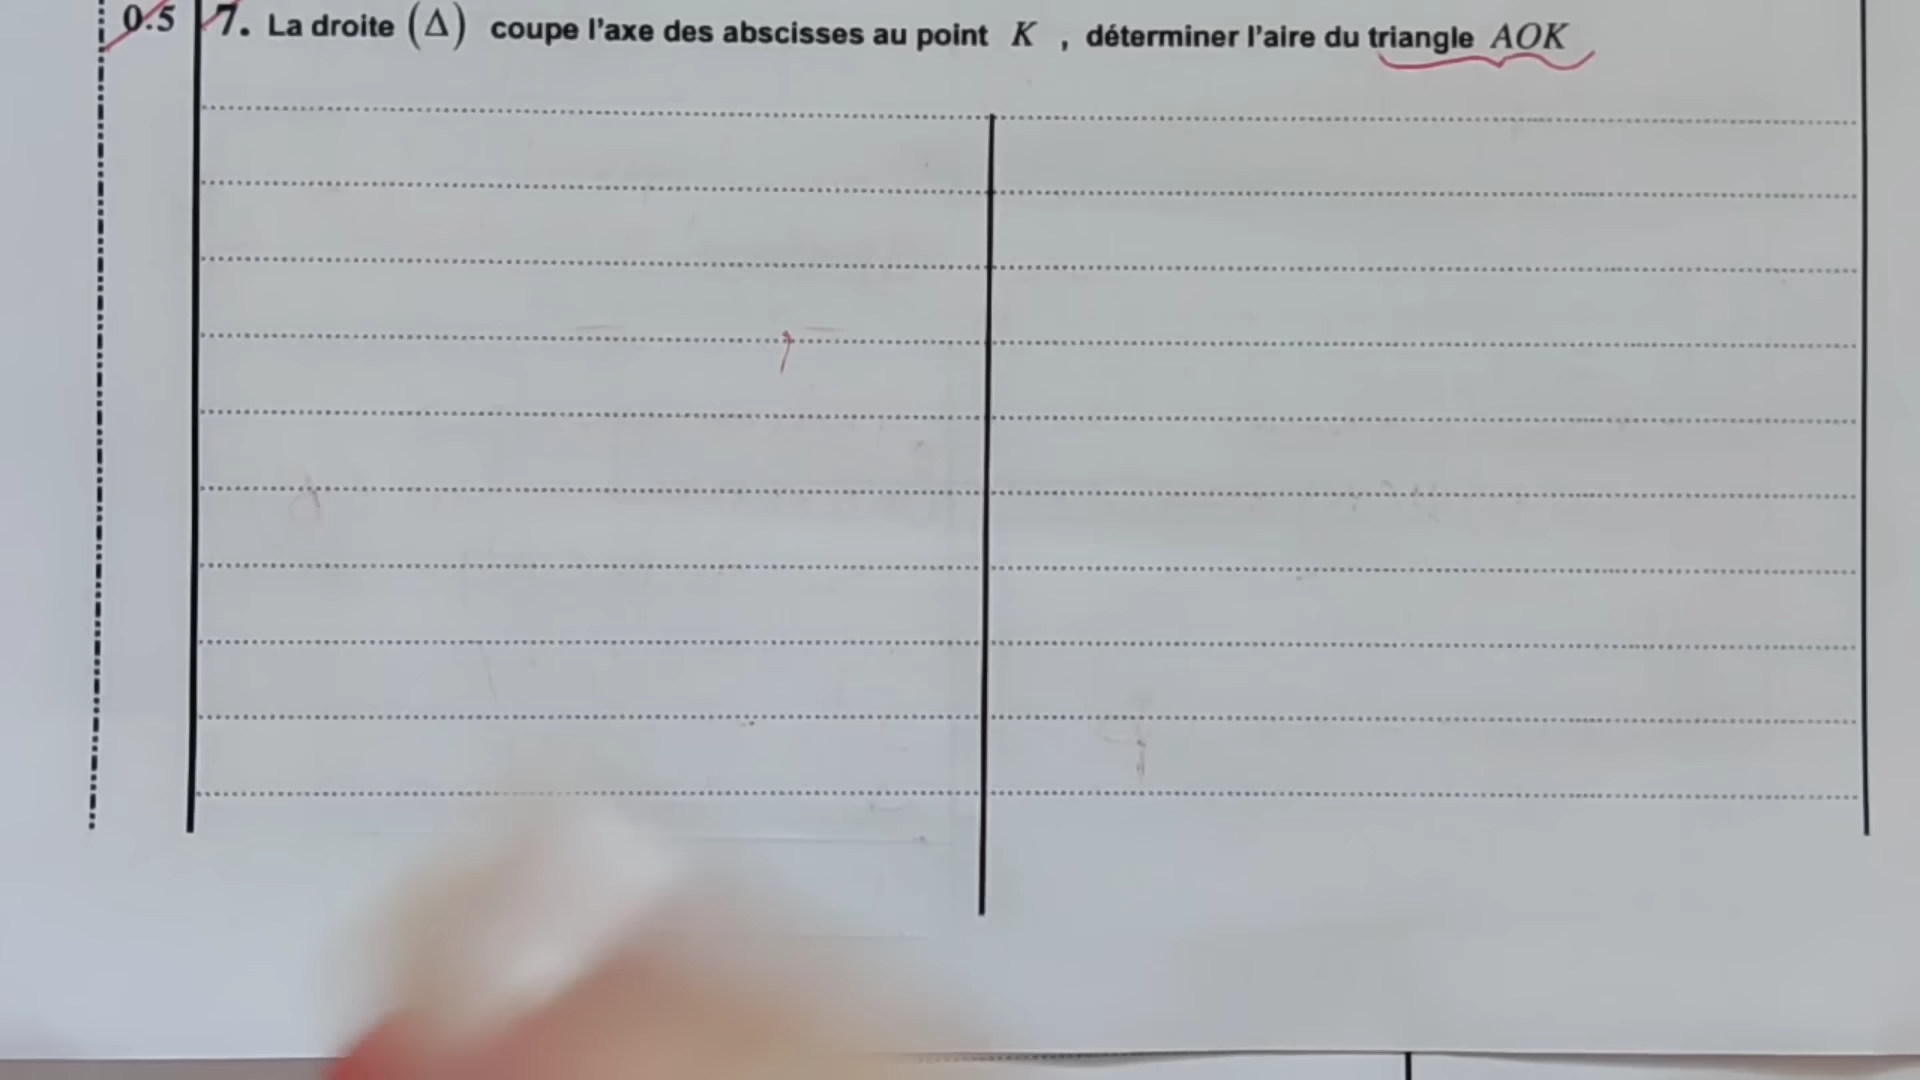 0.5 7. La droite (Δ) coupe l'axe des abscisses au point K , déterminer l'aire du triangle AOK